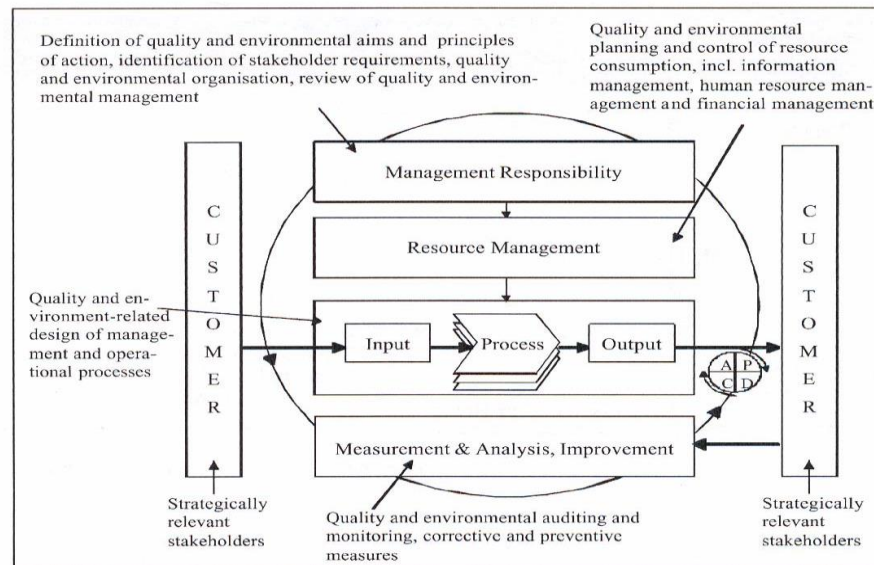 Definition of quality and environmental aims and principles
of action, identification of stakeholder requirements, quality
and environmental organisation, review of quality and environ-
mental management
Quality and environmental
planning and control of resource
consumption, incl. information
management, human resource man-
agement and financial management
Management Responsibility
Resource Management
CUSTOMER
Quality and en-
vironment-related
design of manage-
ment and opera-
tional processes
Input
Process
Output
A P
C D
CUSTOMER
Measurement & Analysis, Improvement
Strategically
relevant
stakeholders
Quality and environmental auditing and
monitoring, corrective and preventive
measures
Strategically
relevant
stakeholders